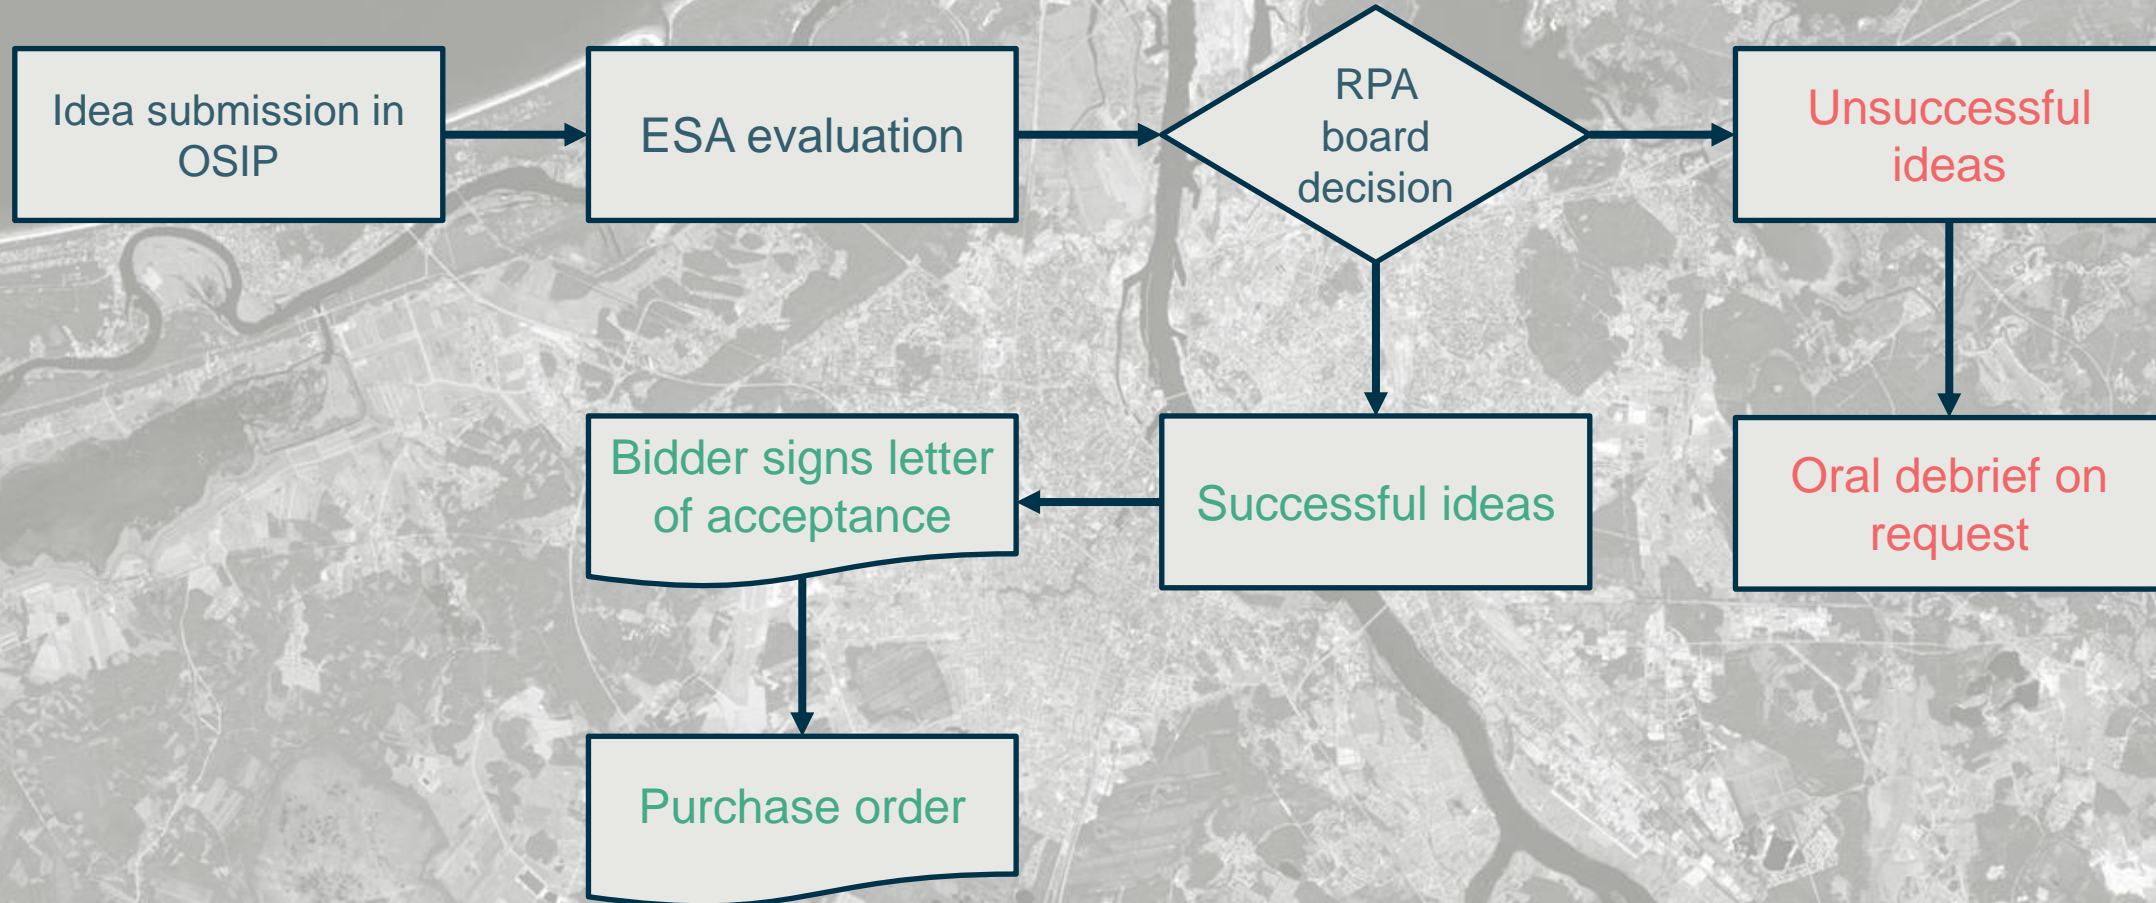 Idea submission in
OSIP
ESA evaluation
RPA
board
decision
Unsuccessful
ideas
Bidder signs letter
of acceptance
Successful ideas
Oral debrief on
request
Purchase order